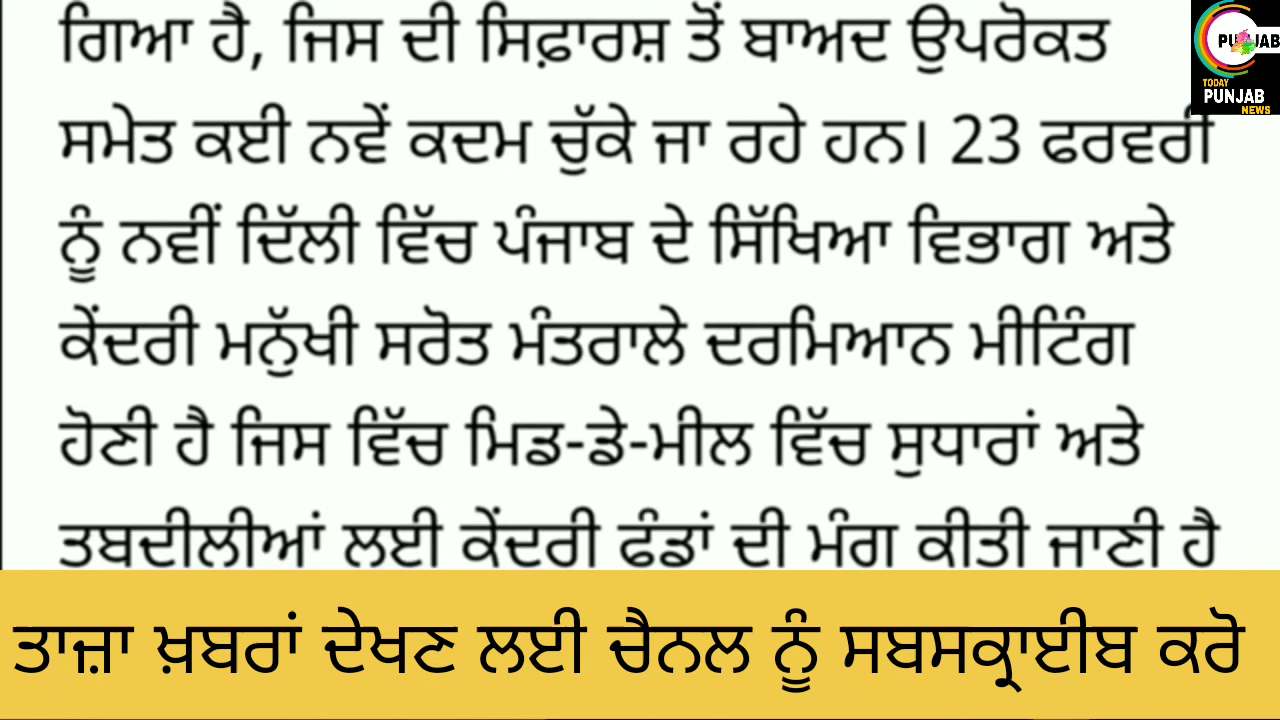 ਗਿਆ ਹੈ, ਜਿਸ ਦੀ ਸਿਫ਼ਾਰਸ਼ ਤੋਂ ਬਾਅਦ ਉਪਰੋਕਤ
ਸਮੇਤ ਕਈ ਨਵੇਂ ਕਦਮ ਚੁੱਕੇ ਜਾ ਰਹੇ ਹਨ। 23 ਫਰਵਰੀ
ਨੂੰ ਨਵੀਂ ਦਿੱਲੀ ਵਿੱਚ ਪੰਜਾਬ ਦੇ ਸਿੱਖਿਆ ਵਿਭਾਗ ਅਤੇ
ਕੇਂਦਰੀ ਮਨੁੱਖੀ ਸਰੋਤ ਮੰਤਰਾਲੇ ਦਰਮਿਆਨ ਮੀਟਿੰਗ
ਹੋਣੀ ਹੈ ਜਿਸ ਵਿੱਚ ਮਿਡ-ਡੇ-ਮੀਲ ਵਿੱਚ ਸੁਧਾਰਾਂ ਅਤੇ
ਤਬਦੀਲੀਆਂ ਲਈ ਕੇਂਦਰੀ ਫੰਡਾਂ ਦੀ ਮੰਗ ਕੀਤੀ ਜਾਣੀ ਹੈ
ਤਾਜ਼ਾ ਖ਼ਬਰਾਂ ਦੇਖਣ ਲਈ ਚੈਨਲ ਨੂੰ ਸਬਸਕ੍ਰਾਈਬ ਕਰੋ
PUNJAB
TODAY
PUNJAB
NEWS